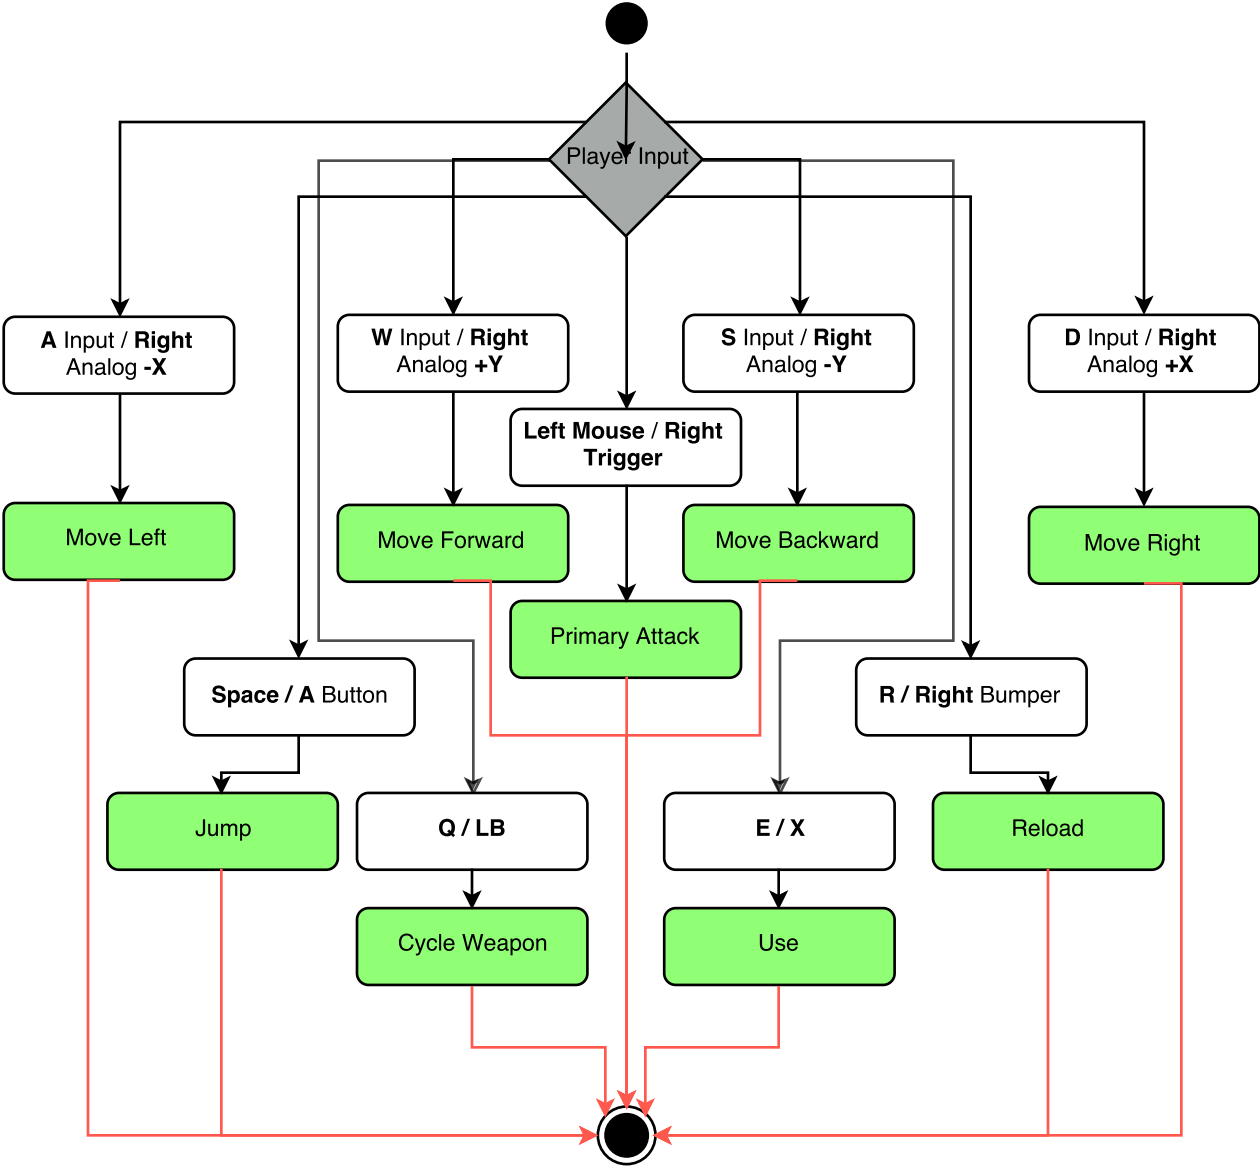 Player Input
A Input / Right
Analog -X
W Input / Right
Analog +Y
S Input / Right
Analog -Y
D Input / Right
Analog +X
Left Mouse / Right
Trigger
Move Left
Move Forward
Move Backward
Move Right
Primary Attack
Space / A Button
R / Right Bumper
Jump
Q / LB
E / X
Reload
Cycle Weapon
Use